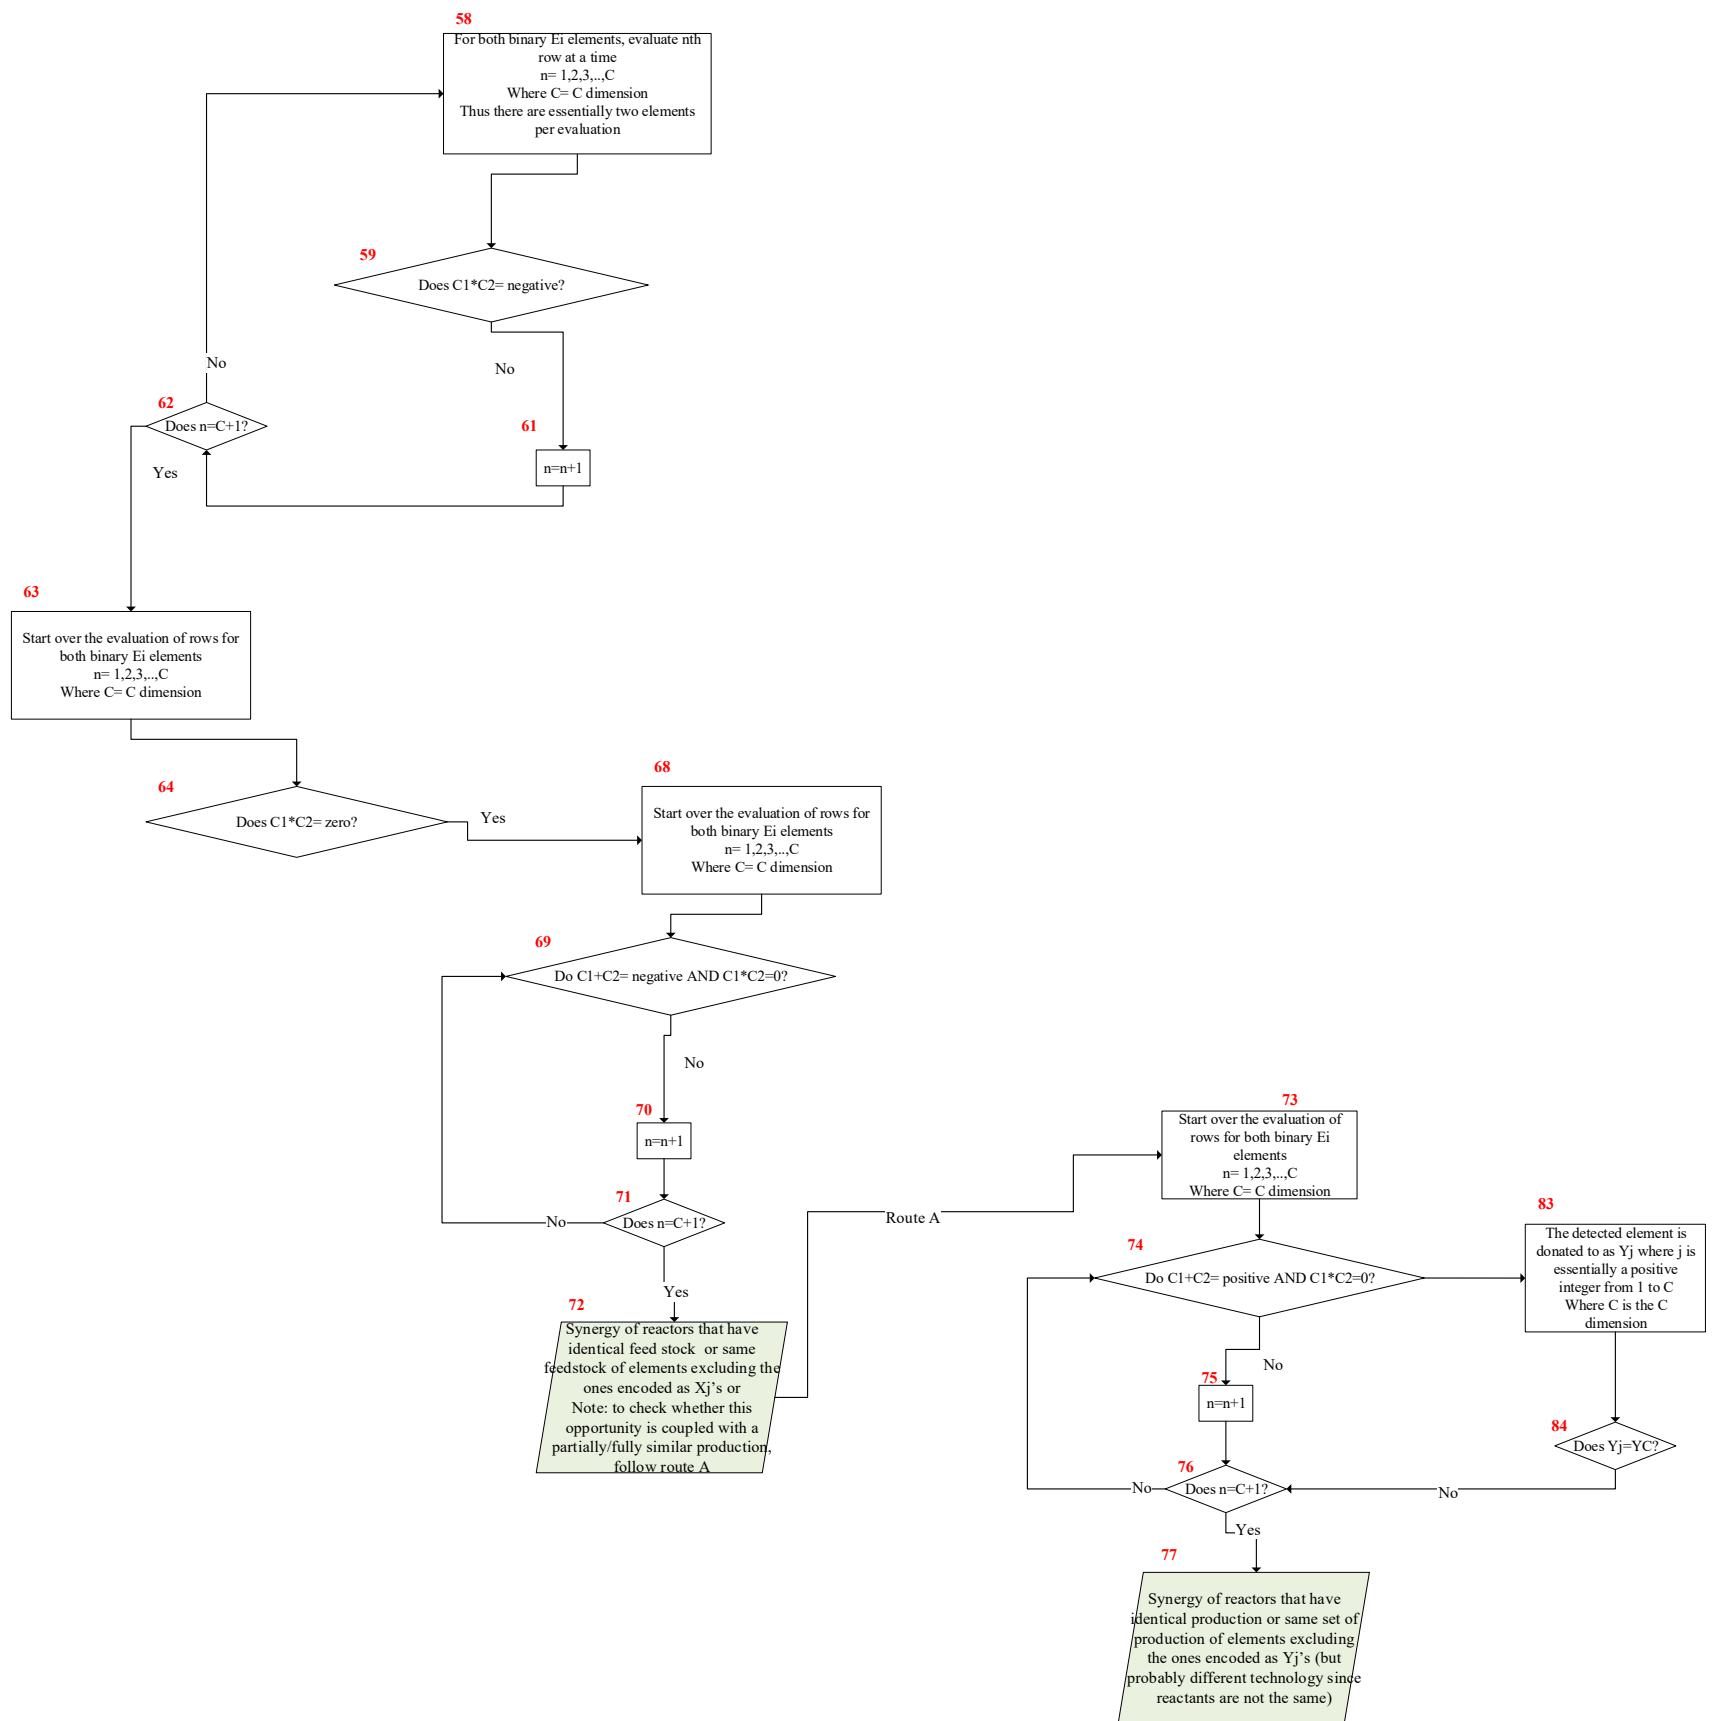 58
For both binary Ei elements, evaluate nth
row at a time
n= 1,2,3,..,C
Where C= C dimension
Thus there are essentially two elements
per evaluation
59
Does C1*C2= negative?
No
No
62
Does n=C+1?
61
Yes
n=n+1
63
Start over the evaluation of rows for
both binary Ei elements
n= 1,2,3,..,C
Where C= C dimension
64
Does C1*C2= zero?
Yes
68
Start over the evaluation of rows for
both binary Ei elements
n= 1,2,3,..,C
Where C= C dimension
69
Do C1+C2= negative AND C1*C2=0?
No
70
n=n+1
71
Does n=C+1?
No
Yes
72
Synergy of reactors that have
identical feed stock  or same
feedstock of elements excluding the
ones encoded as Xj’s or
Note: to check whether this
opportunity is coupled with a
partially/fully similar production,
follow route A
Route A
73
Start over the evaluation of
rows for both binary Ei
elements
n= 1,2,3,..,C
Where C= C dimension
74
Do C1+C2= positive AND C1*C2=0?
83
The detected element is
donated to as Yj where j is
essentially a positive
integer from 1 to C
Where C is the C
dimension
No
75
n=n+1
84
Does Yj=YC?
76
Does n=C+1?
No
No
Yes
77
Synergy of reactors that have
identical production or same set of
production of elements excluding
the ones encoded as Yj’s (but
probably different technology since
reactants are not the same)